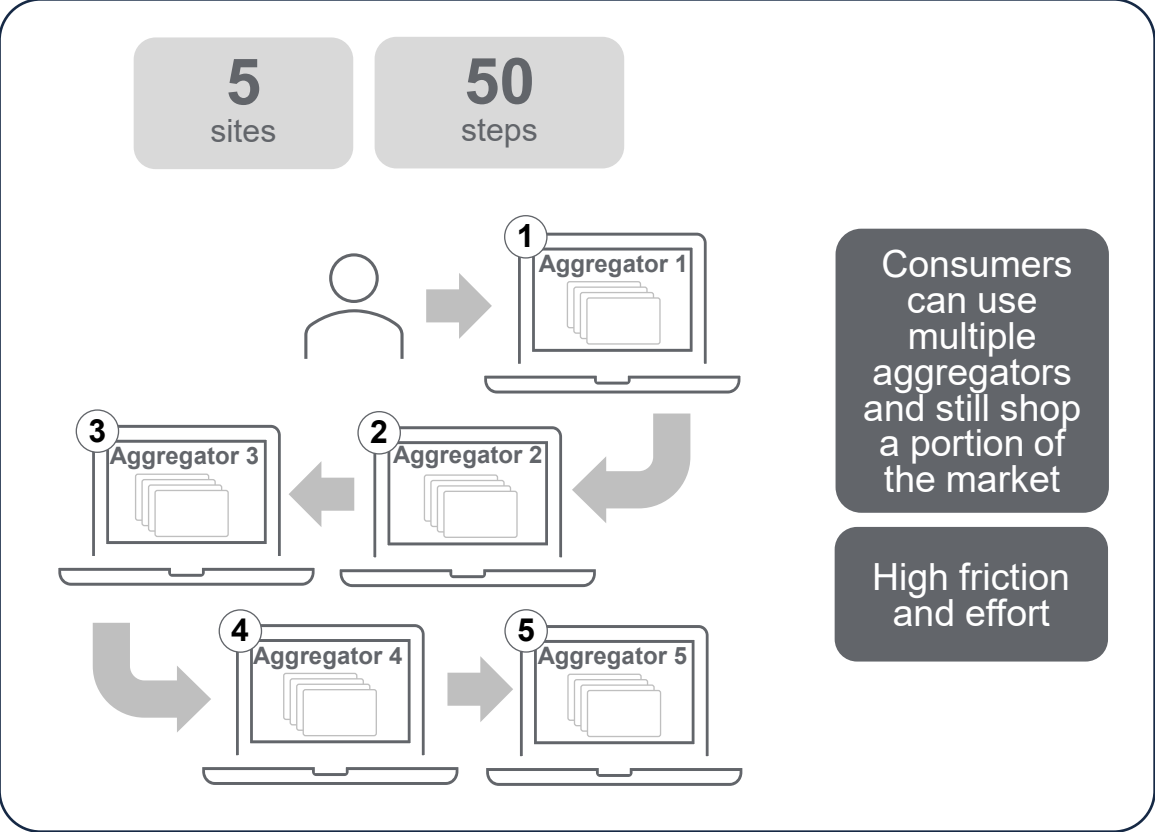 5
sites
50
steps
1
Aggregator 1
3
Aggregator 3
2
Aggregator 2
4
Aggregator 4
5
Aggregator 5
Consumers
can use
multiple
aggregators
and still shop
a portion of
the market
High friction
and effort